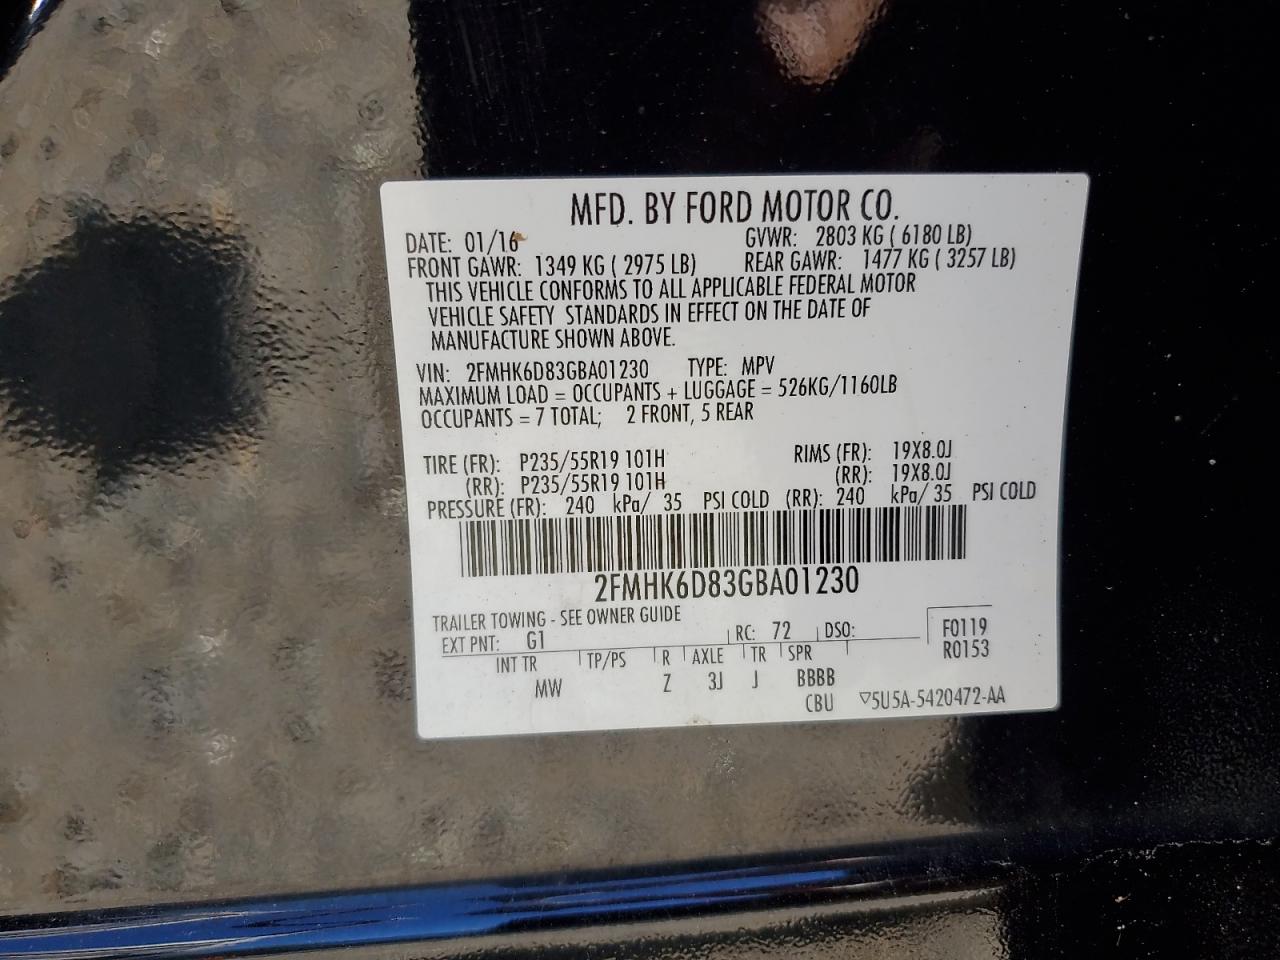 MFD. BY FORD MOTOR CO.
DATE: 01/16 GVWR: 2803 KG ( 6180 LB)
FRONT GAWR: 1349 KG ( 2975 LB) REAR GAWR: 1477 KG ( 3257 LB)
THIS VEHICLE CONFORMS TO ALL APPLICABLE FEDERAL MOTOR
VEHICLE SAFETY STANDARDS IN EFFECT ON THE DATE OF
MANUFACTURE SHOWN ABOVE.
VIN: 2FMHK6D83GBA01230 TYPE: MPV
MAXIMUM LOAD = OCCUPANTS + LUGGAGE = 526KG/1160LB
OCCUPANTS = 7 TOTAL; 2 FRONT, 5 REAR
TIRE (FR): P235/55R19 101H RIMS (FR): 19X8.0J
(RR): P235/55R19 101H (RR): 19X8.0J
PRESSURE (FR): 240 kPa/ 35 PSI COLD (RR): 240 kPa/ 35 PSI COLD
2FMHK6D83GBA01230
TRAILER TOWING - SEE OWNER GUIDE
EXT PNT: G1 RC: 72 DSO: F0119
R0153
INT TR TP/PS R AXLE TR SPR
MW Z 3J J BBBB
CBU ▽5U5A-5420472-AA